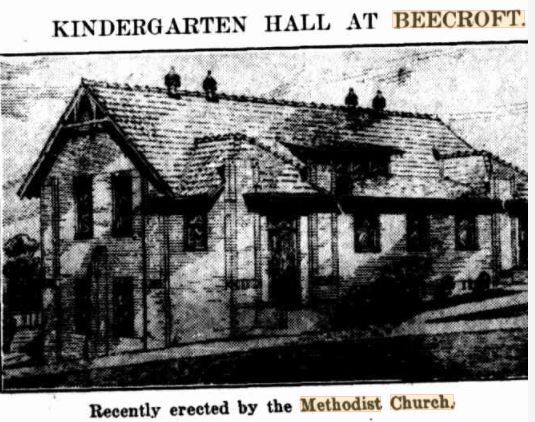 KINDERGARTEN HALL AT BEECROFT.
Recently erected by the Methodist Church.